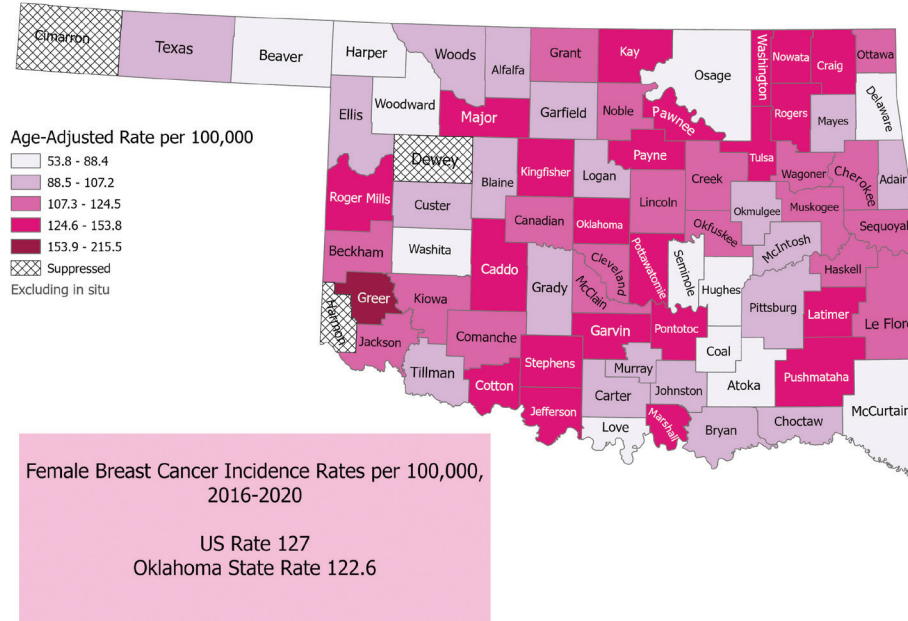 Cimarron
Texas
Beaver
Harper
Woods
Alfalfa
Grant
Kay
Osage
Washington
Nowata
Craig
Ottawa
Ellis
Woodward
Major
Garfield
Noble
Pawnee
Rogers
Mayes
Delaware
Age-Adjusted Rate per 100,000
53.8 - 88.4
88.5 - 107.2
107.3 - 124.5
124.6 - 153.8
153.9 - 215.5
Suppressed
Excluding in situ
Dewey
Blaine
Kingfisher
Logan
Payne
Creek
Tulsa
Wagoner
Cherokee
Adair
Roger Mills
Custer
Canadian
Oklahoma
Lincoln
Okfuskee
Okmulgee
Muskogee
Sequoyah
Beckham
Washita
Caddo
Grady
Cleveland
McClain
Pottawatomie
Seminole
Hughes
McIntosh
Haskell
Harmon
Greer
Kiowa
Comanche
Garvin
Pontotoc
Pittsburg
Latimer
Le Flor
Jackson
Tillman
Cotton
Stephens
Murray
Coal
Johnston
Atoka
Pushmataha
Jefferson
Carter
Love
Marshall
Bryan
Choctaw
McCurtain
Female Breast Cancer Incidence Rates per 100,000,
2016-2020
US Rate 127
Oklahoma State Rate 122.6